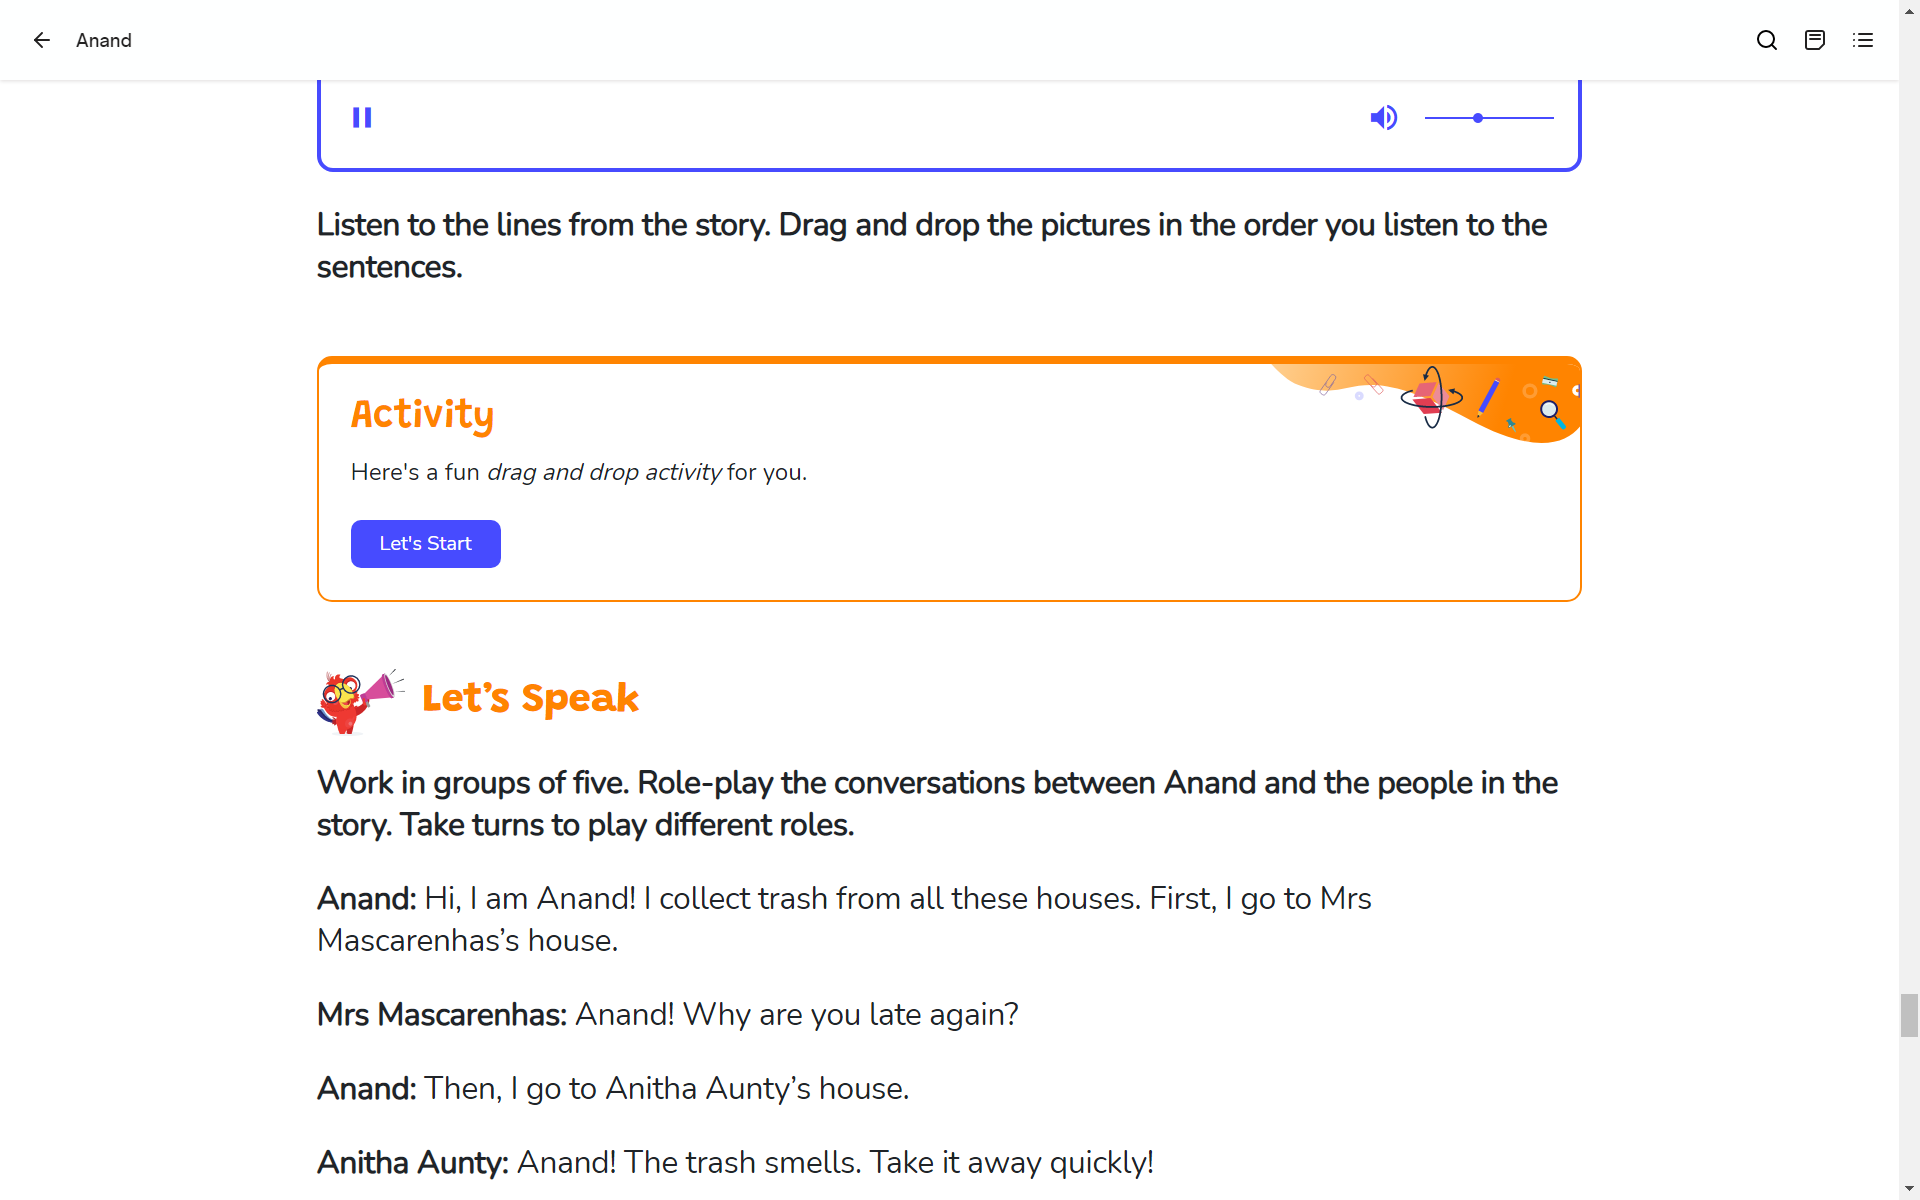 Anand
Listen to the lines from the story. Drag and drop the pictures in the order you listen to the
sentences.
Activity
Here's a fun drag and drop activity for you.
Let's Start
Let’s Speak
Work in groups of five. Role-play the conversations between Anand and the people in the
story. Take turns to play different roles.
Anand: Hi, I am Anand! I collect trash from all these houses. First, I go to Mrs
Mascarenhas’s house.
Mrs Mascarenhas: Anand! Why are you late again?
Anand: Then, I go to Anitha Aunty’s house.
Anitha Aunty: Anand! The trash smells. Take it away quickly!